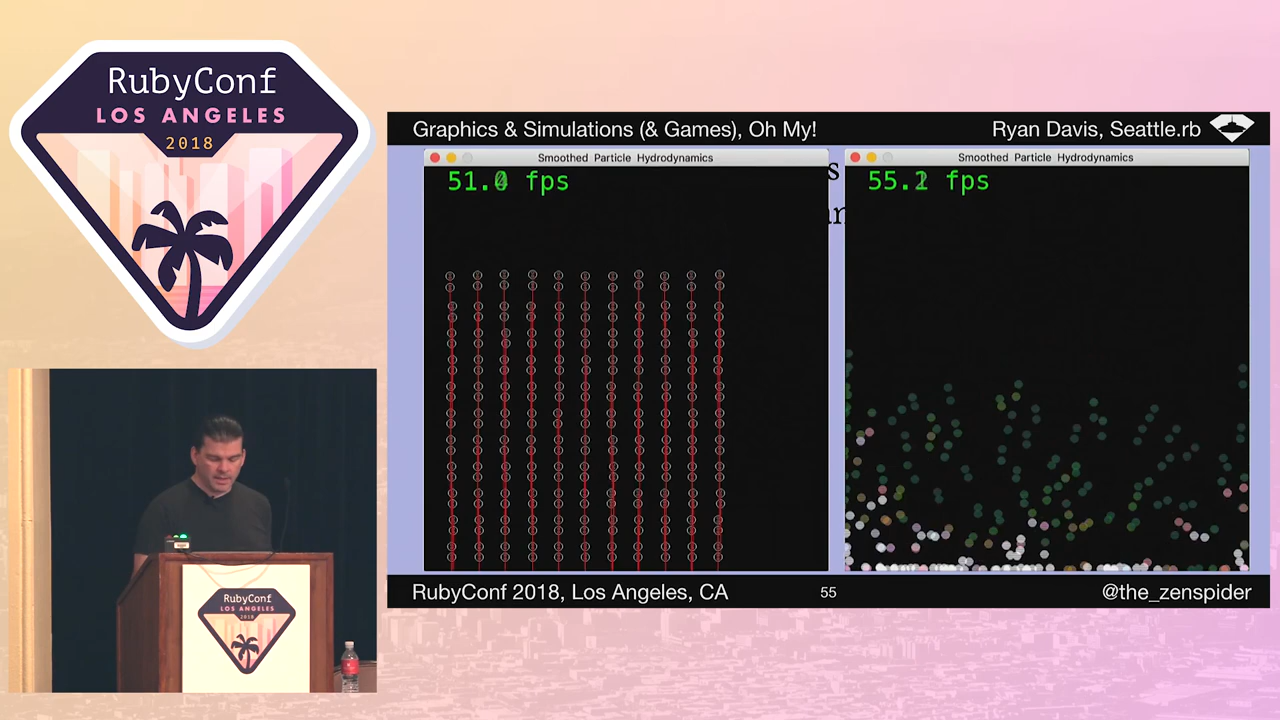 RubyConf
LOS ANGELES
2018
Graphics & Simulations (& Games), Oh My!
Ryan Davis, Seattle.rb
Smoothed Particle Hydrodynamics
fps
Smoothed Particle Hydrodynamics
fps
RubyConf 2018, Los Angeles, CA
55
@the_zenspider
RubyConf
LOS ANGELES
2018